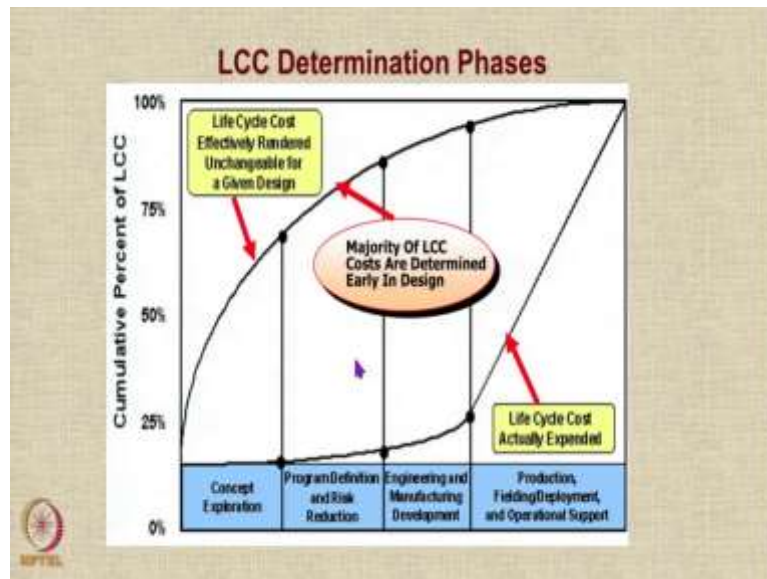 LCC Determination Phases
Cumulative Percent of LCC
100%
75%
50%
25%
0%
Life Cycle Cost
Effectively Rendered
Unchangeable for
a Given Design
Majority Of LCC
Costs Are Determined
Early In Design
Life Cycle Cost
Actually Expended
Concept
Exploration
Program Definition
and Risk
Reduction
Engineering and
Manufacturing
Development
Production,
Fielding/Deployment,
and Operational Support
NPTEL